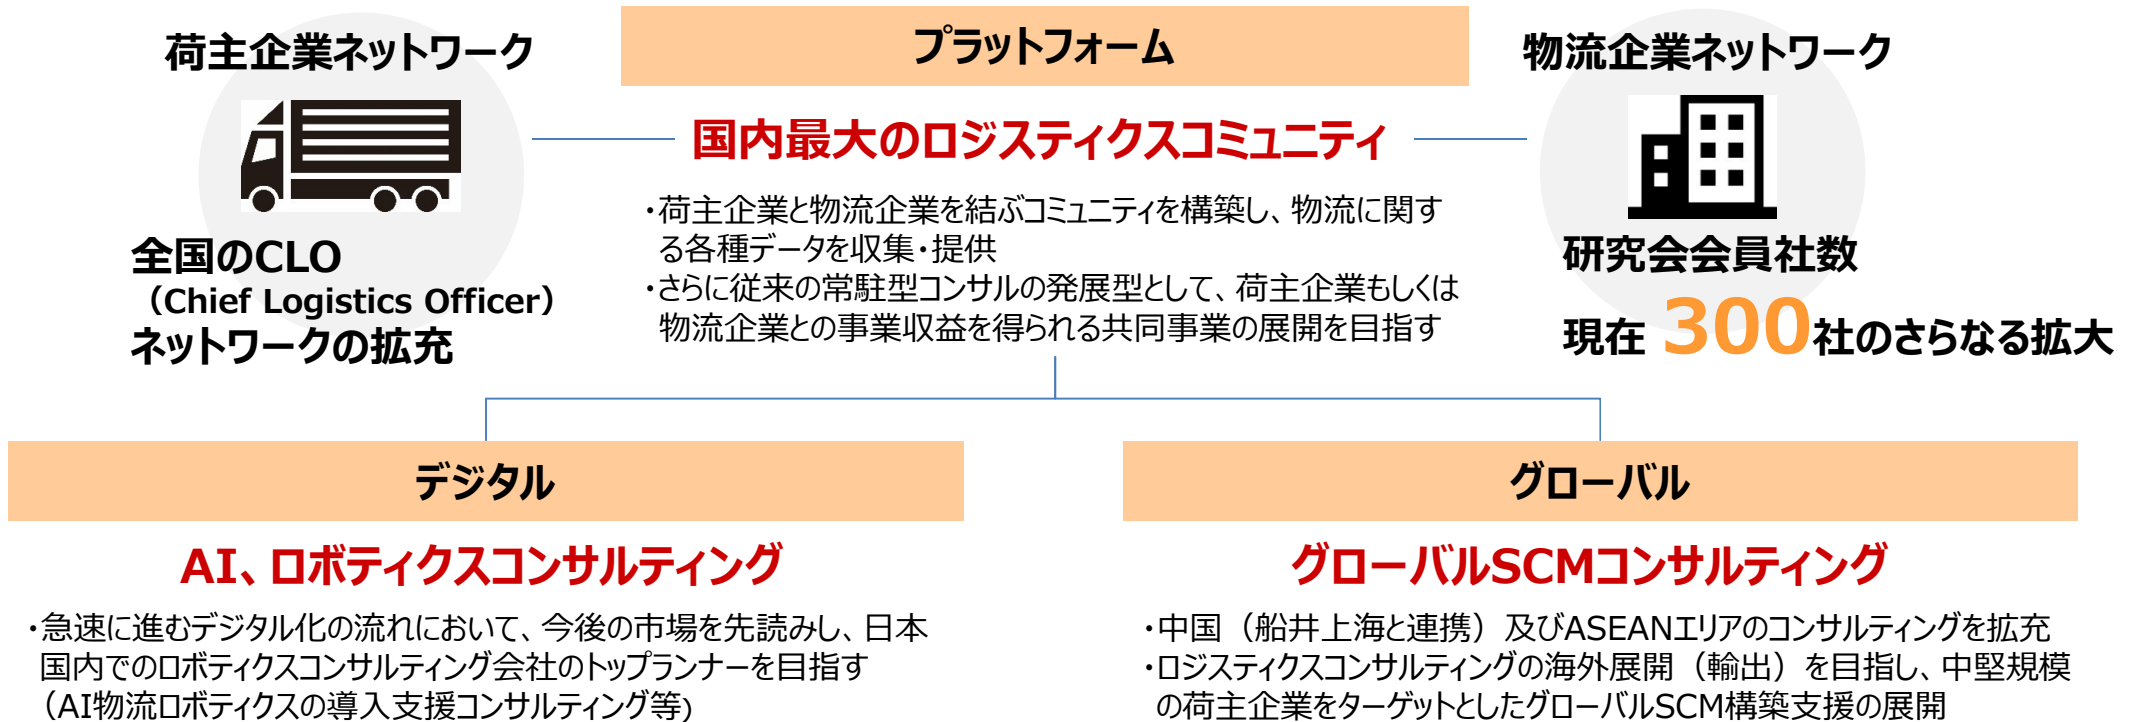 荷主企業ネットワーク
プラットフォーム
物流企業ネットワーク
国内最大のロジスティクスコミュニティ
・荷主企業と物流企業を結ぶコミュニティを構築し、物流に関す
る各種データを収集・提供
・さらに従来の常駐型コンサルの発展型として、荷主企業もしくは
物流企業との事業収益を得られる共同事業の展開を目指す
全国のCLO
（Chief Logistics Officer）
ネットワークの拡充
研究会会員社数
現在 300社のさらなる拡大
デジタル
AI、ロボティクスコンサルティング
・急速に進むデジタル化の流れにおいて、今後の市場を先読みし、日本
国内でのロボティクスコンサルティング会社のトップランナーを目指す
（AI物流ロボティクスの導入支援コンサルティング等)
グローバル
グローバルSCMコンサルティング
・中国（船井上海と連携）及びASEANエリアのコンサルティングを拡充
・ロジスティクスコンサルティングの海外展開（輸出）を目指し、中堅規模
の荷主企業をターゲットとしたグローバルSCM構築支援の展開